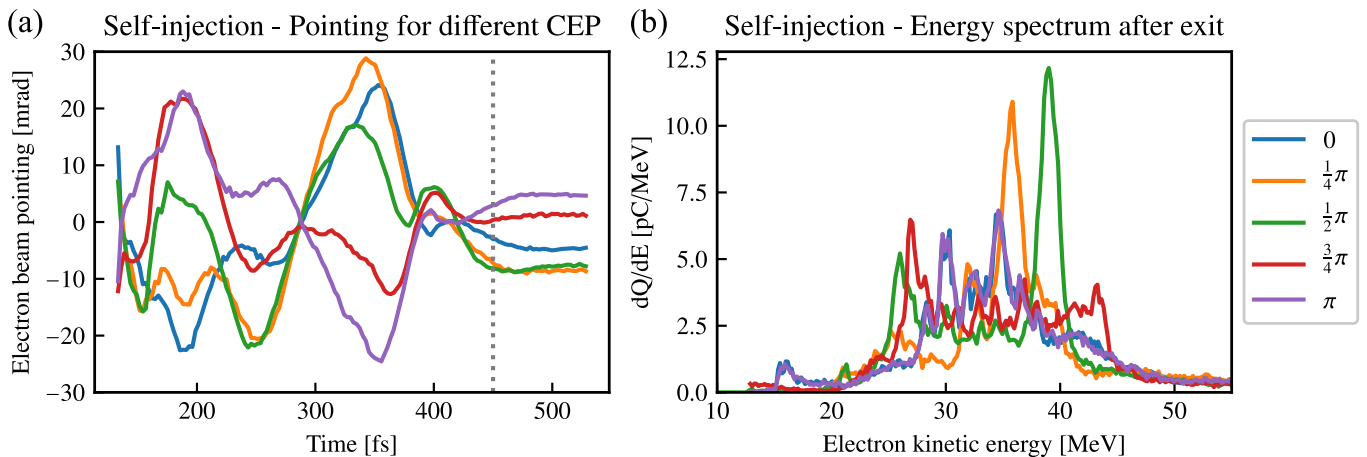 (a) Self-injection - Pointing for different CEP
Electron beam pointing [mrad]
30
20
10
0
−10
−20
−30
200 300 400 500
Time [fs]
(b) Self-injection - Energy spectrum after exit
dQ/dE [pC/MeV]
12.5
10.0
7.5
5.0
2.5
0.0
10 20 30 40 50
Electron kinetic energy [MeV]
0
1/4 π
1/2 π
3/4 π
π